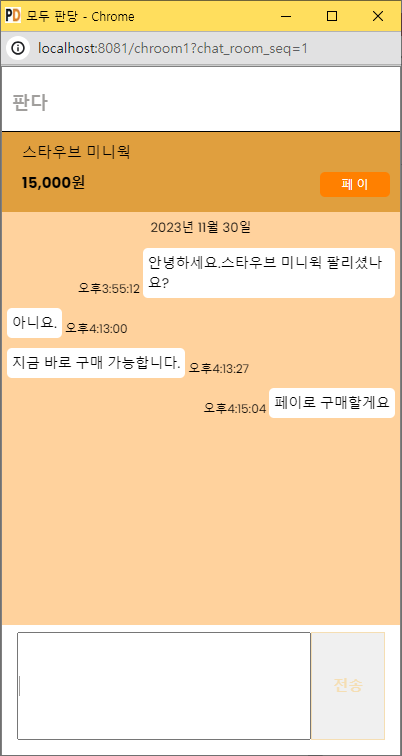 PD 모두 판당 - Chrome
localhost:8081/chroom1?chat_room_seq=1
판다
스타우브 미니웍
15,000원
페 이
2023년 11월 30일
안녕하세요.스타우브 미니웍 팔리셨나
요?
오후3:55:12
아니요. 오후4:13:00
지금 바로 구매 가능합니다. 오후4:13:27
오후4:15:04 페이로 구매할게요
전송